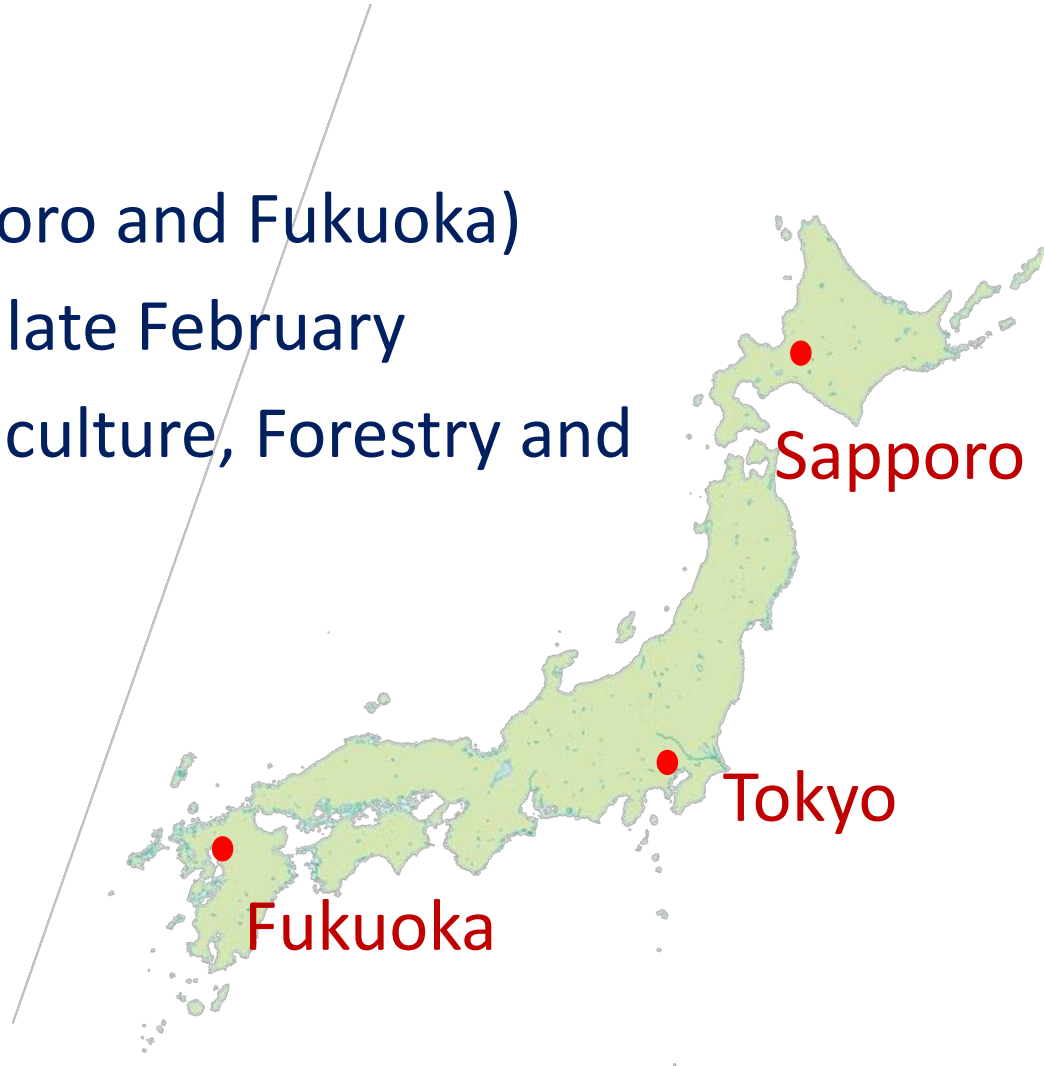 oro and Fukuoka)
late February
culture, Forestry and
Sapporo
Tokyo
Fukuoka